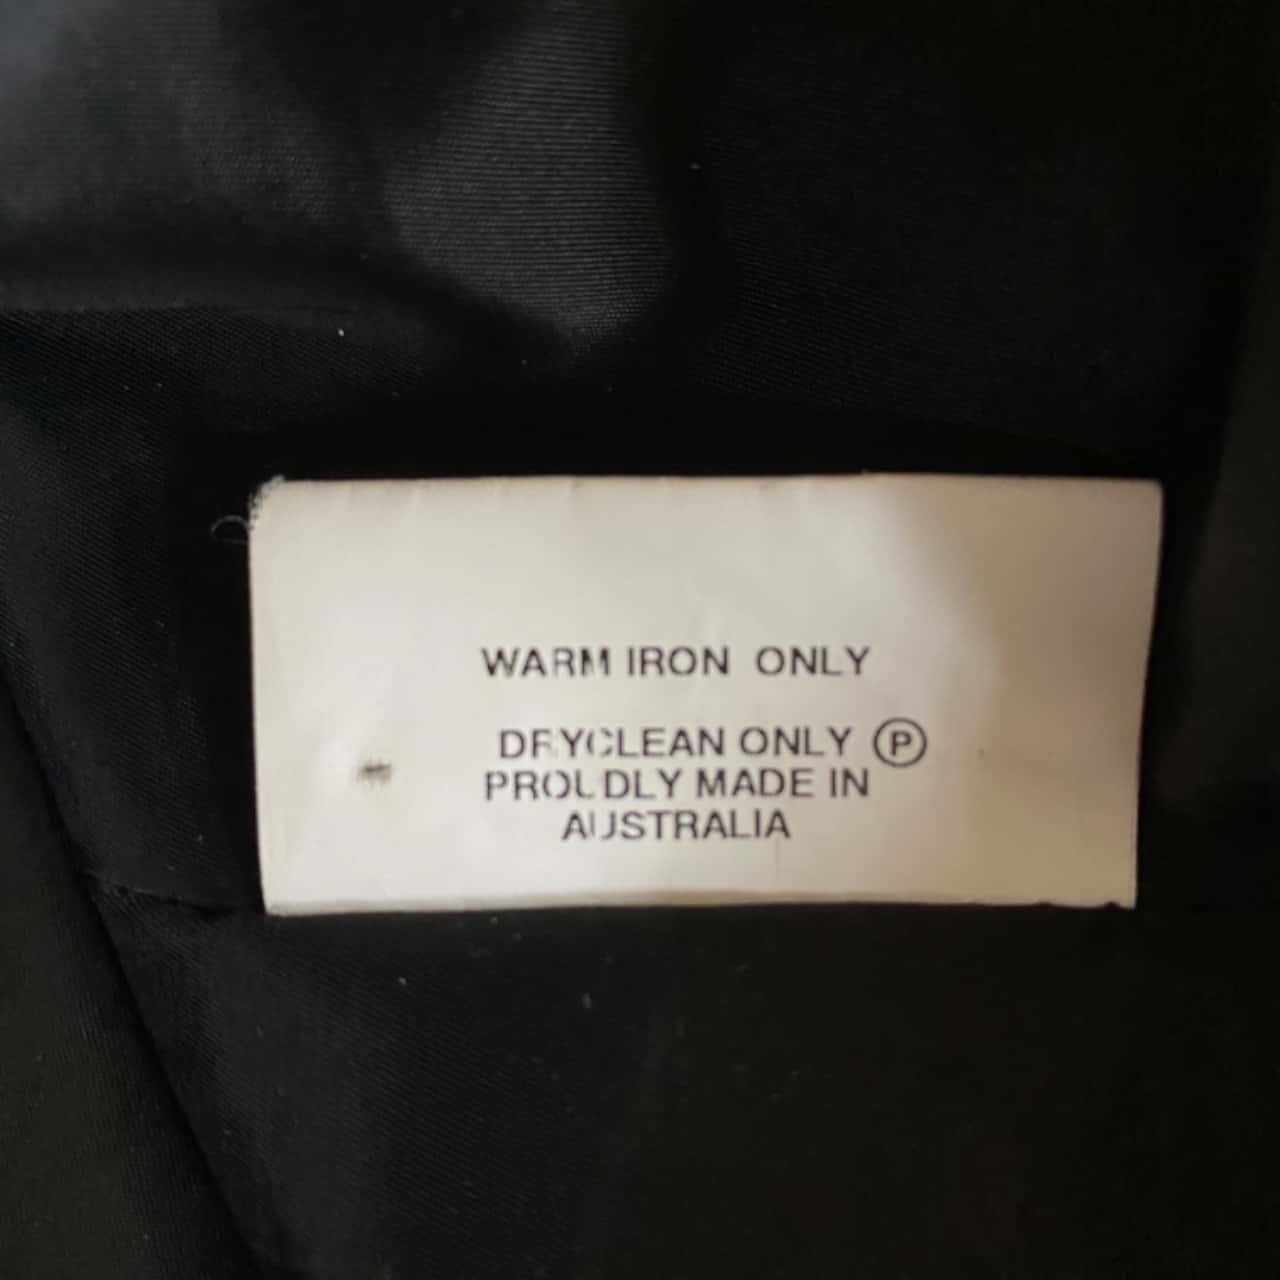 WARM IRON ONLY
DRYCLEAN ONLY Ⓟ
PROUDLY MADE IN
AUSTRALIA